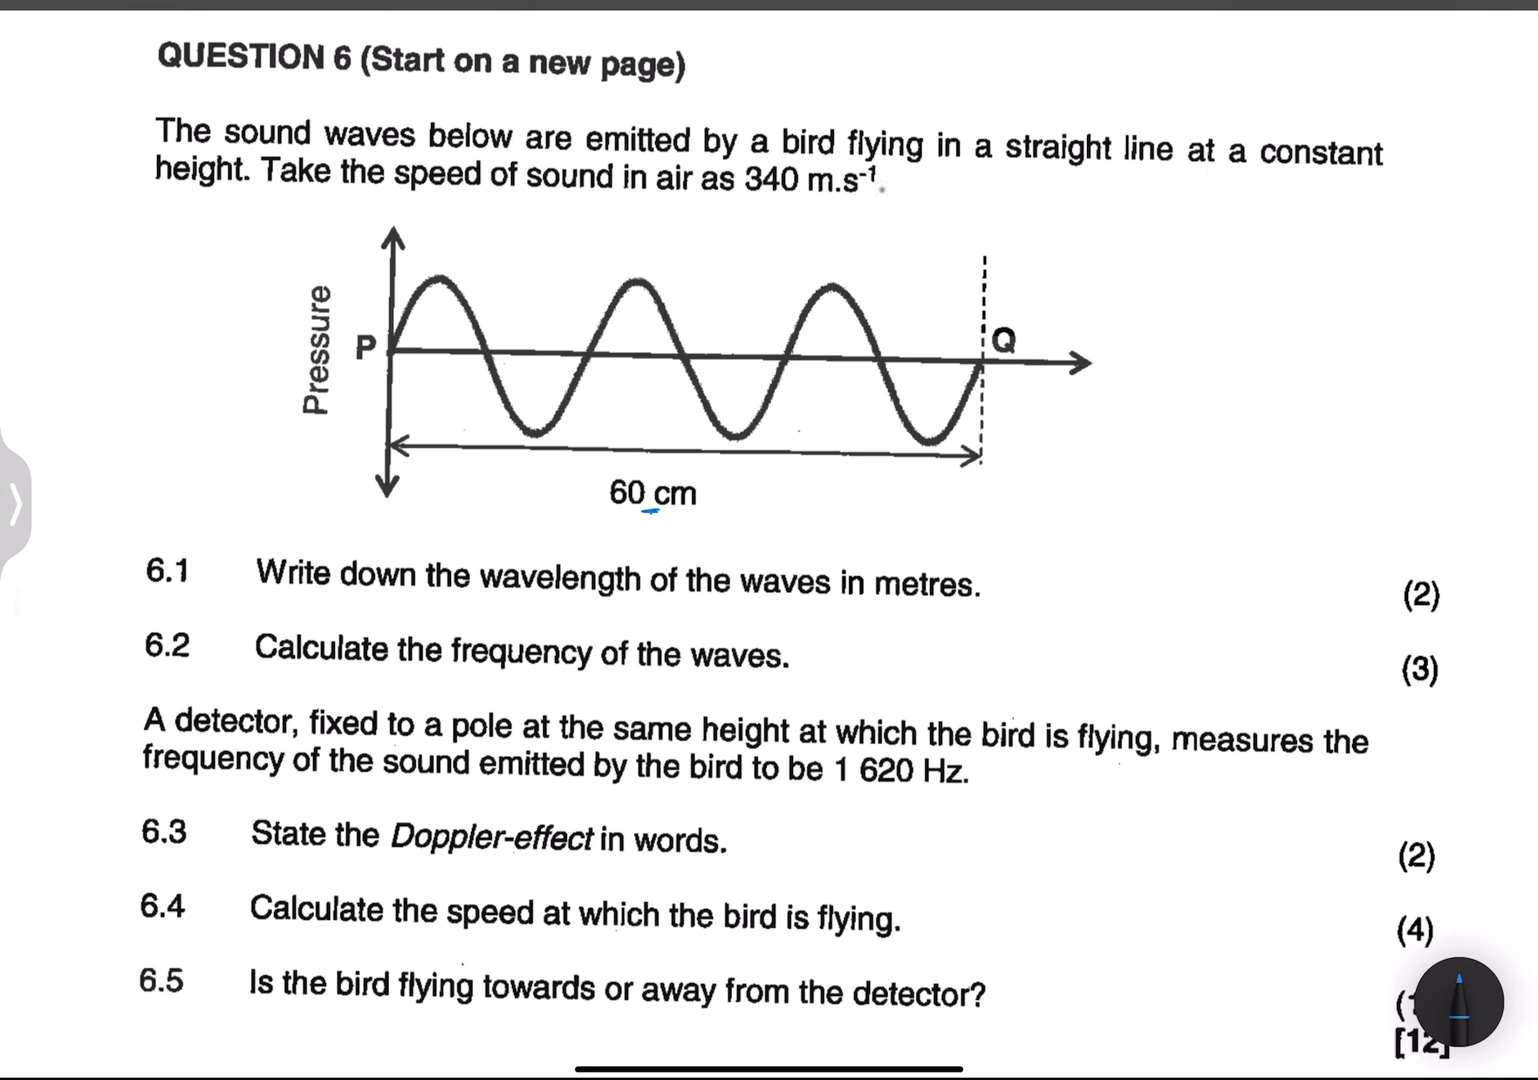 QUESTION 6 (Start on a new page)
The sound waves below are emitted by a bird flying in a straight line at a constant
height. Take the speed of sound in air as 340 m.s⁻¹.
Pressure
P
Q
60 cm
6.1 Write down the wavelength of the waves in metres. (2)
6.2 Calculate the frequency of the waves. (3)
A detector, fixed to a pole at the same height at which the bird is flying, measures the
frequency of the sound emitted by the bird to be 1 620 Hz.
6.3 State the Doppler-effect in words. (2)
6.4 Calculate the speed at which the bird is flying. (4)
6.5 Is the bird flying towards or away from the detector?
[12]